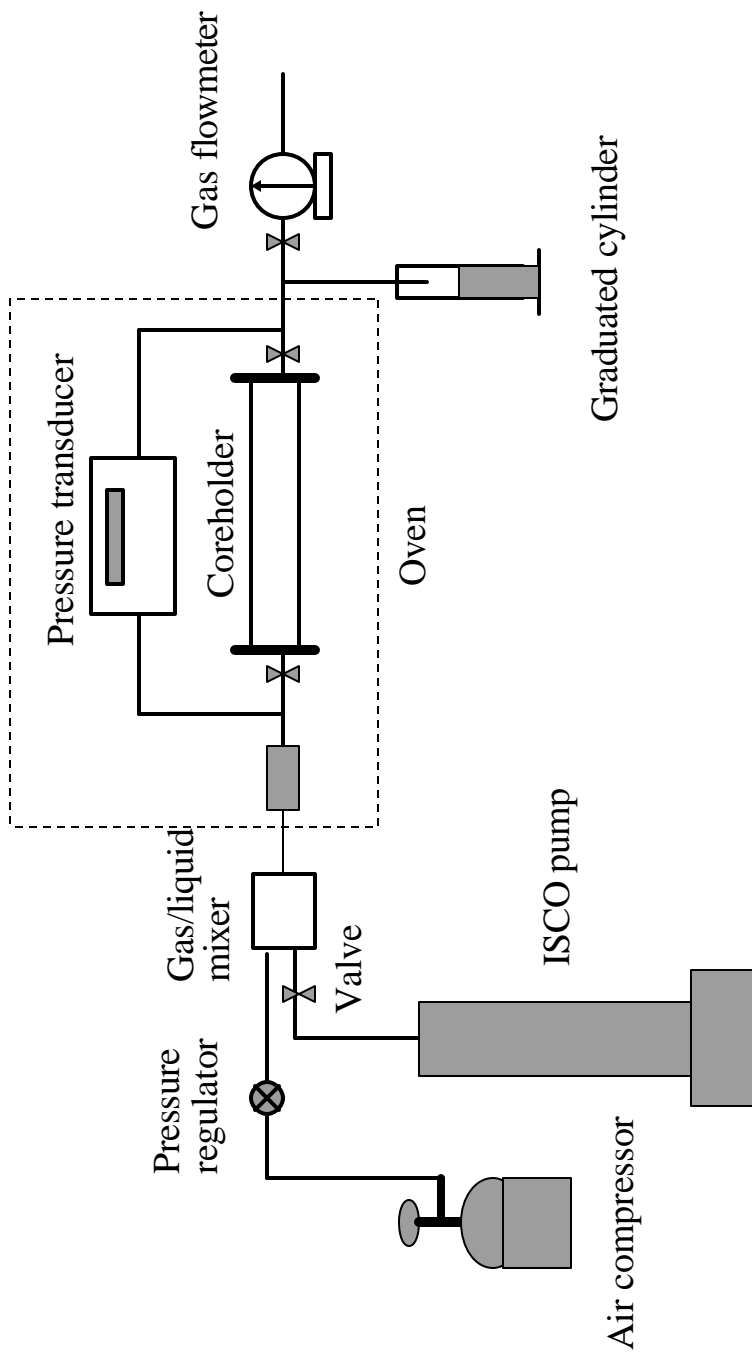 Air compressor
Pressure
regulator
ISCO pump
Valve
Gas/liquid
mixer
Oven
Coreholder
Pressure transducer
Graduated cylinder
Gas flowmeter